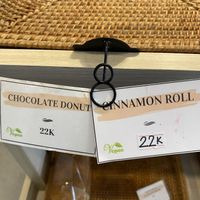 CHOCOLATE DONUT
22K
Vegan
CINNAMON ROLL
22K
Vegan